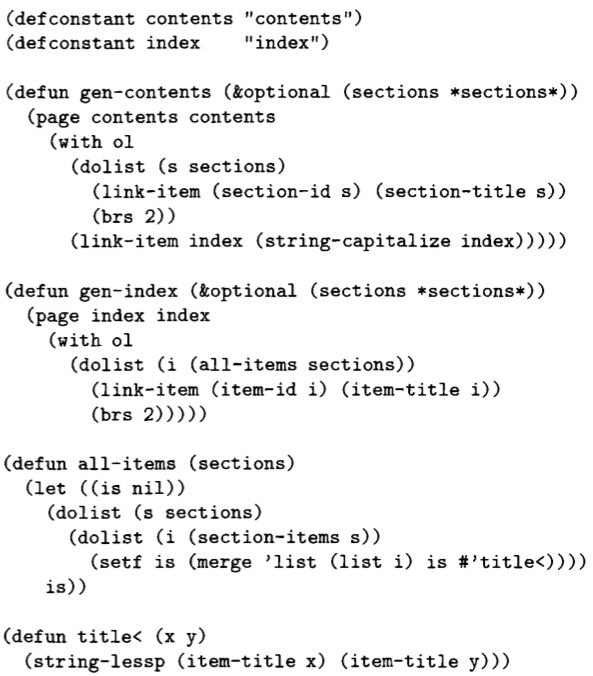 (defconstant contents "contents")
(defconstant index    "index")

(defun gen-contents (&optional (sections *sections*))
  (page contents contents
    (with ol
      (dolist (s sections)
        (link-item (section-id s) (section-title s))
        (brs 2))
      (link-item index (string-capitalize index)))))

(defun gen-index (&optional (sections *sections*))
  (page index index
    (with ol
      (dolist (i (all-items sections))
        (link-item (item-id i) (item-title i))
        (brs 2)))))

(defun all-items (sections)
  (let ((is nil))
    (dolist (s sections)
      (dolist (i (section-items s))
        (setf is (merge 'list (list i) is #'title<))))
    is))

(defun title< (x y)
  (string-lessp (item-title x) (item-title y)))